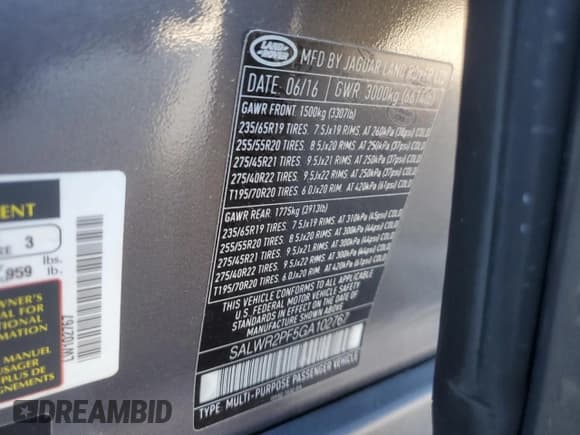 LAND
ROVER
MFD BY JAGUAR LAND ROVER LTD
DATE: 06/16 GWR 3000kg (6614lb)
GAWR FRONT 1500kg (3307lb)
235/65R19 TIRES. 7.5Jx19 RIMS. AT 260kPa (38psi) COLD
255/55R20 TIRES. 8.5Jx20 RIMS. AT 250kPa (37psi) COLD
275/45R21 TIRES. 9.5Jx21 RIMS. AT 250kPa (37psi) COLD
275/40R22 TIRES. 9.5Jx22 RIMS. AT 250kPa (37psi) COLD
T195/70R20 TIRES. 6.0Jx20 RIM. AT 420kPa (61psi) COLD
GAWR REAR: 1775kg (3913lb)
235/65R19 TIRES. 7.5Jx19 RIMS. AT 310kPa (45psi) COLD
255/55R20 TIRES. 8.5Jx20 RIMS. AT 300kPa (44psi) COLD
275/45R21 TIRES. 9.5Jx21 RIMS. AT 300kPa (44psi) COLD
275/40R22 TIRES. 9.5Jx22 RIMS. AT 300kPa (44psi) COLD
T195/70R20 TIRES. 6.0Jx20 RIM. AT 420kPa (61psi) COLD
THIS VEHICLE CONFORMS TO ALL APPLICABLE
U.S. FEDERAL MOTOR VEHICLE SAFETY
STANDARDS IN EFFECT ON THE DATE OF
MANUFACTURE SHOWN ABOVE
SALWR2PF5GA102767
TYPE: MULTI-PURPOSE PASSENGER VEHICLE
3
959 lbs.
lb.
MANUEL
LW102767
DREAMBID